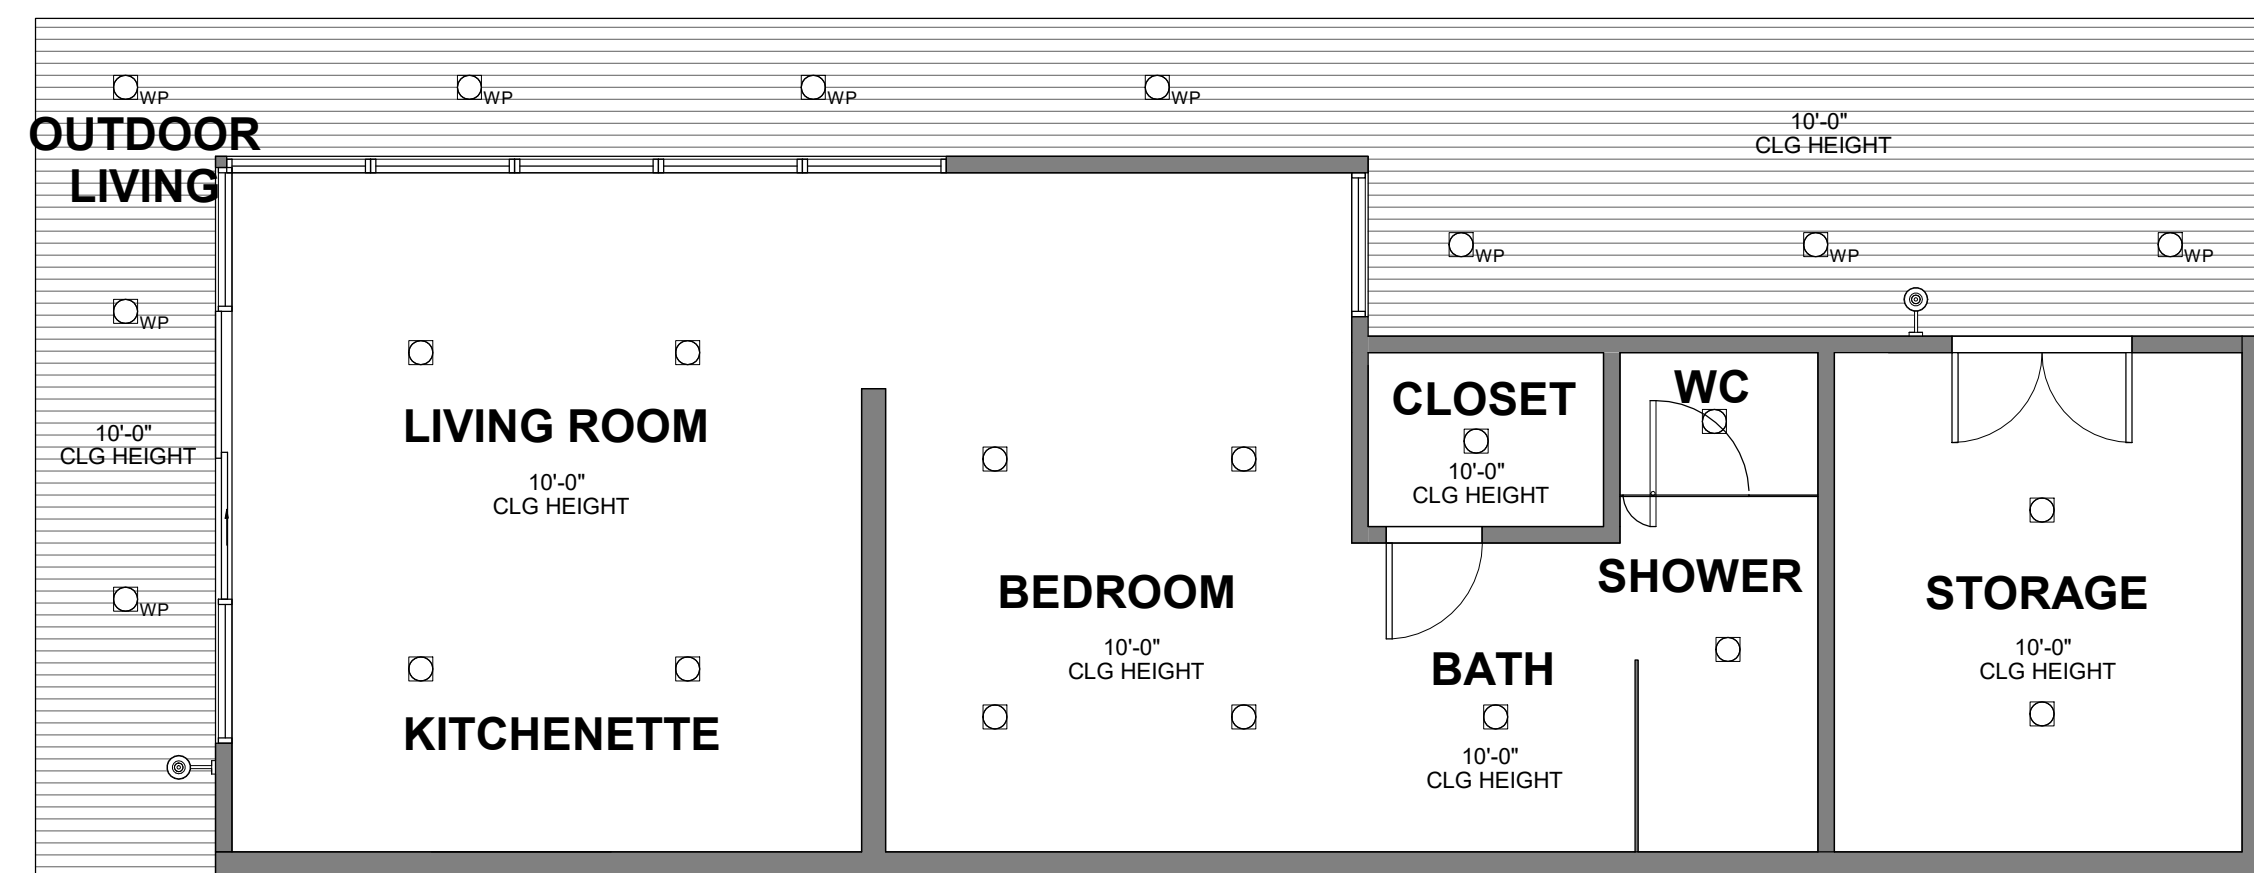 WP
WP
WP
WP
OUTDOOR
LIVING
10'-0"
CLG HEIGHT
WP
WP
WP
WP
10'-0"
CLG HEIGHT
WP
LIVING ROOM
10'-0"
CLG HEIGHT
KITCHENETTE
BEDROOM
10'-0"
CLG HEIGHT
CLOSET
10'-0"
CLG HEIGHT
WC
SHOWER
BATH
10'-0"
CLG HEIGHT
STORAGE
10'-0"
CLG HEIGHT